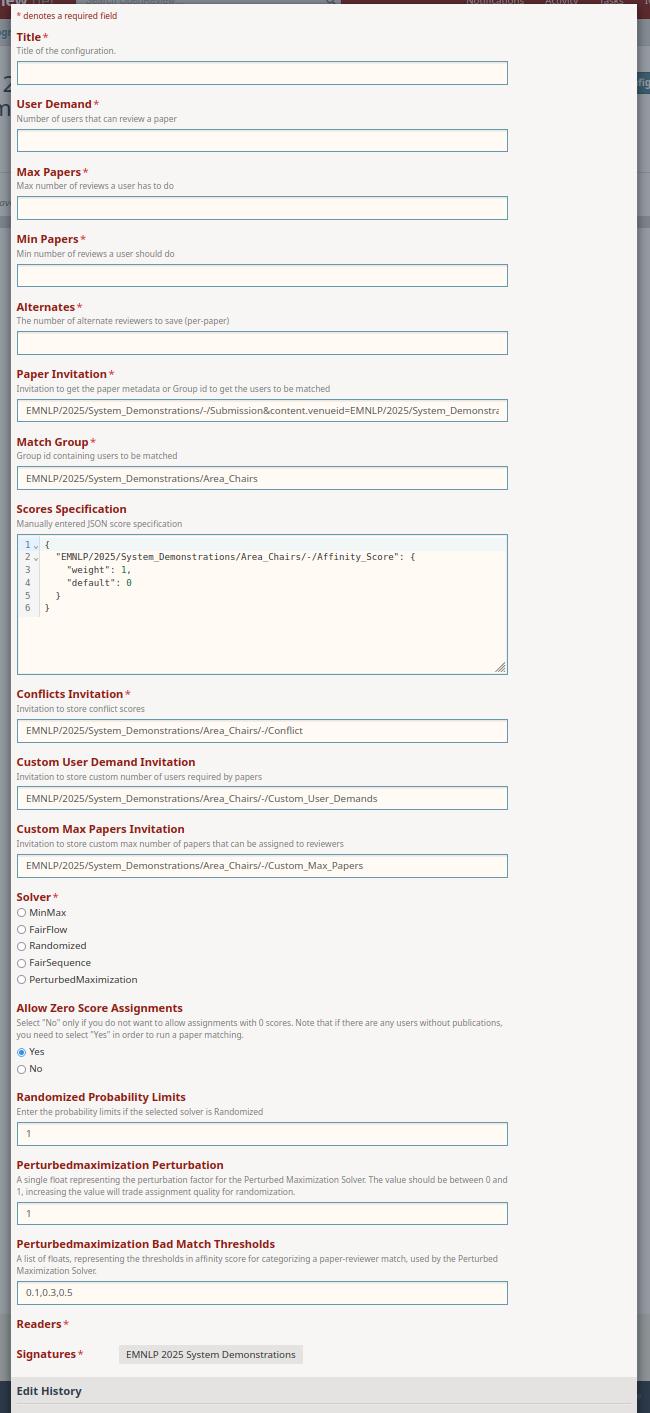 * denotes a required field
Title *
Title of the configuration.
User Demand *
Number of users that can review a paper
Max Papers *
Max number of reviews a user has to do
Min Papers *
Min number of reviews a user should do
Alternates *
The number of alternate reviewers to save (per-paper)
Paper Invitation *
Invitation to get the paper metadata or Group id to get the users to be matched
EMNLP/2025/System_Demonstrations/-/Submission&content.venueid=EMNLP/2025/System_Demonstra
Match Group *
Group id containing users to be matched
EMNLP/2025/System_Demonstrations/Area_Chairs
Scores Specification
Manually entered JSON score specification
1 {
2 "EMNLP/2025/System_Demonstrations/Area_Chairs/-/Affinity_Score": {
3 "weight": 1,
4 "default": 0
5 }
6 }
Conflicts Invitation *
Invitation to store conflict scores
EMNLP/2025/System_Demonstrations/Area_Chairs/-/Conflict
Custom User Demand Invitation
Invitation to store custom number of users required by papers
EMNLP/2025/System_Demonstrations/Area_Chairs/-/Custom_User_Demands
Custom Max Papers Invitation
Invitation to store custom max number of papers that can be assigned to reviewers
EMNLP/2025/System_Demonstrations/Area_Chairs/-/Custom_Max_Papers
Solver *
MinMax
FairFlow
Randomized
FairSequence
PerturbedMaximization
Allow Zero Score Assignments
Select "No" only if you do not want to allow assignments with 0 scores. Note that if there are any users without publications,
you need to select "Yes" in order to run a paper matching.
Yes
No
Randomized Probability Limits
Enter the probability limits if the selected solver is Randomized
1
Perturbedmaximization Perturbation
A single float representing the perturbation factor for the Perturbed Maximization Solver. The value should be between 0 and
1, increasing the value will trade assignment quality for randomization.
1
Perturbedmaximization Bad Match Thresholds
A list of floats, representing the thresholds in affinity score for categorizing a paper-reviewer match, used by the Perturbed
Maximization Solver.
0.1,0.3,0.5
Readers *
Signatures * EMNLP 2025 System Demonstrations
Edit History